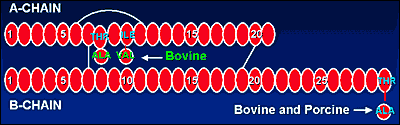 A-CHAIN
1 5 THR ILE 15 20
ALA VAL Bovine
1 5 10 15 20 25 THR
B-CHAIN Bovine and Porcine ALA